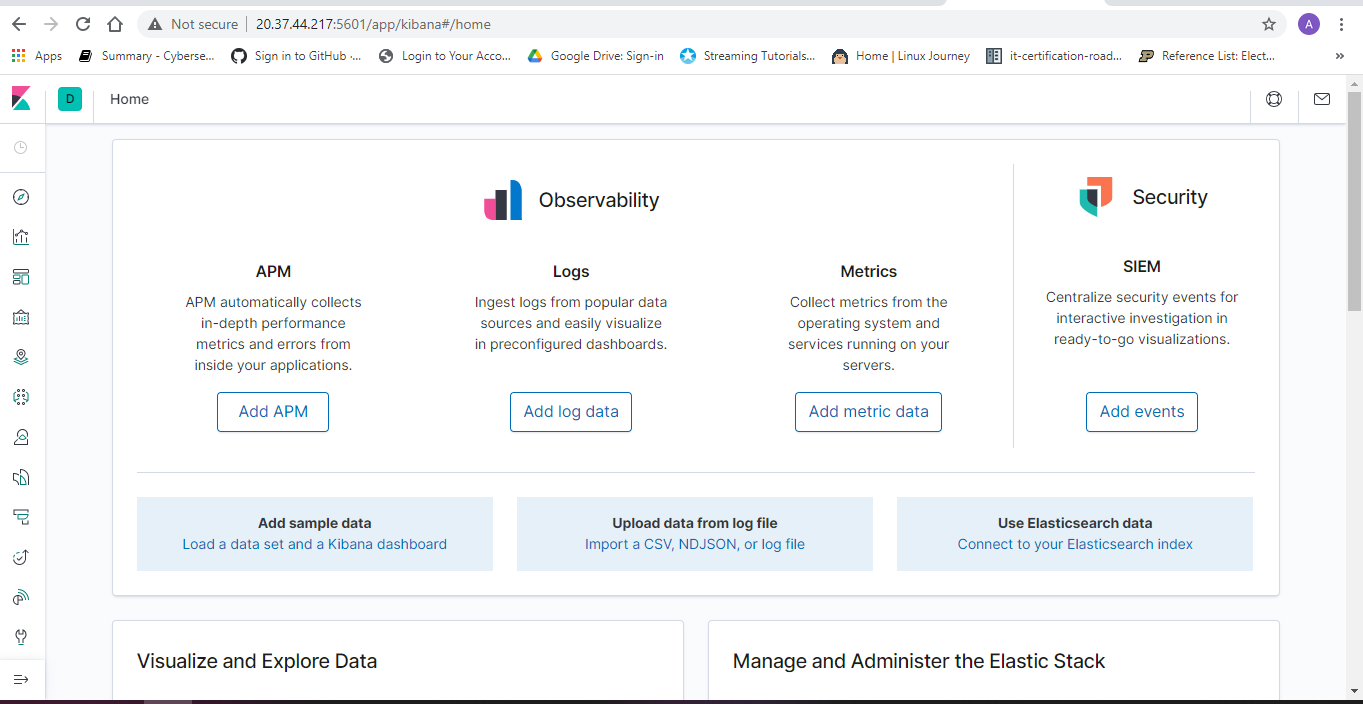 Not secure | 20.37.44.217:5601/app/kibana#/home
A
Apps Summary - Cyberse... Sign in to GitHub ·... Login to Your Acco... Google Drive: Sign-in Streaming Tutorials... Home | Linux Journey it-certification-road... Reference List: Elect... »
D Home
Observability
Security
APM
APM automatically collects
in-depth performance
metrics and errors from
inside your applications.
Add APM
Logs
Ingest logs from popular data
sources and easily visualize
in preconfigured dashboards.
Add log data
Metrics
Collect metrics from the
operating system and
services running on your
servers.
Add metric data
SIEM
Centralize security events for
interactive investigation in
ready-to-go visualizations.
Add events
Add sample data
Load a data set and a Kibana dashboard
Upload data from log file
Import a CSV, NDJSON, or log file
Use Elasticsearch data
Connect to your Elasticsearch index
Visualize and Explore Data
Manage and Administer the Elastic Stack